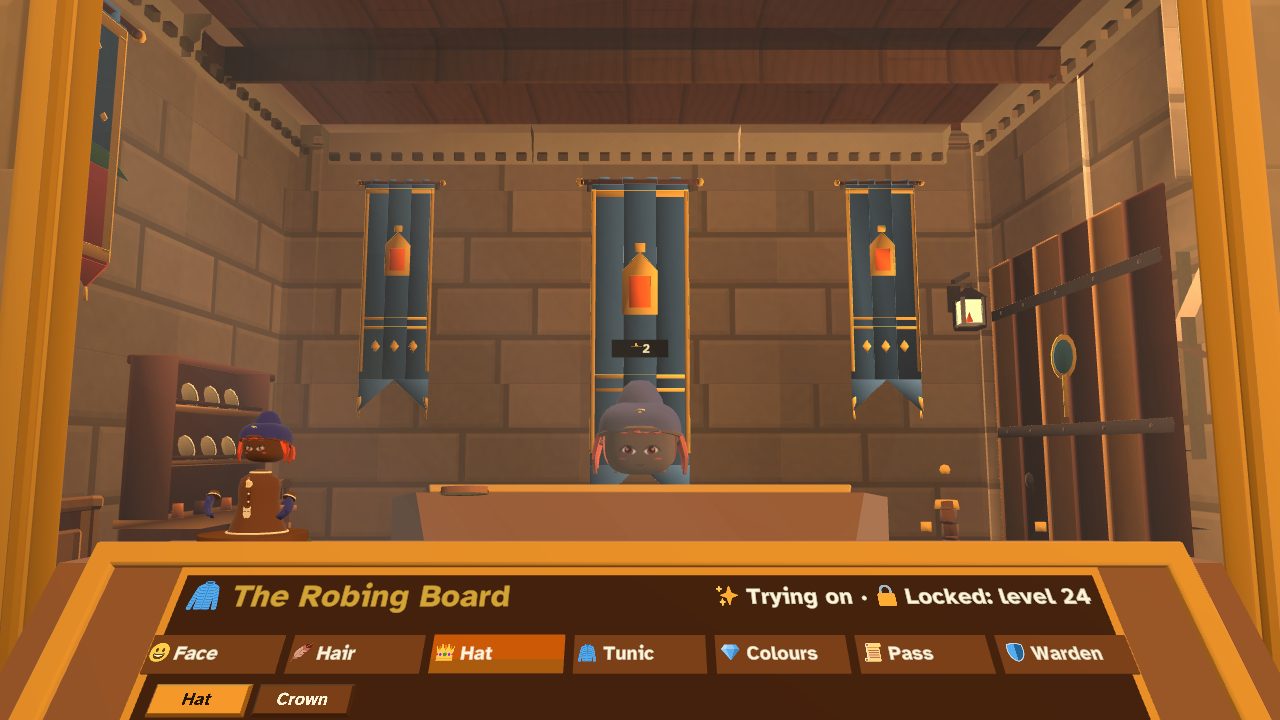 2
The Robing Board
Trying on · Locked: level 24
Face Hair Hat Tunic Colours Pass Warden
Hat Crown